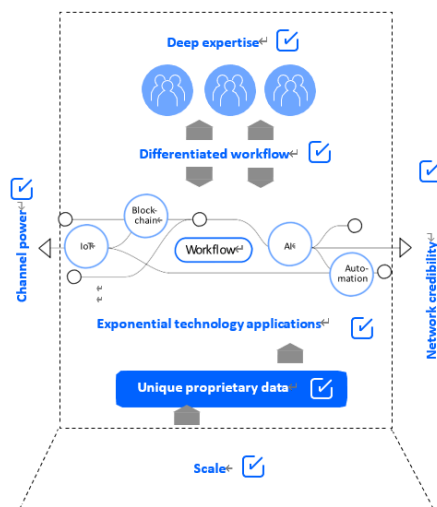 Deep expertise↵
Differentiated workflow↵
Channel power↵
Network credibility↵
Block-
chain↵
IoT↵
Workflow↵
AI↵
Auto-
mation
↵
↵
Exponential technology applications↵
Unique proprietary data↵
Scale↵